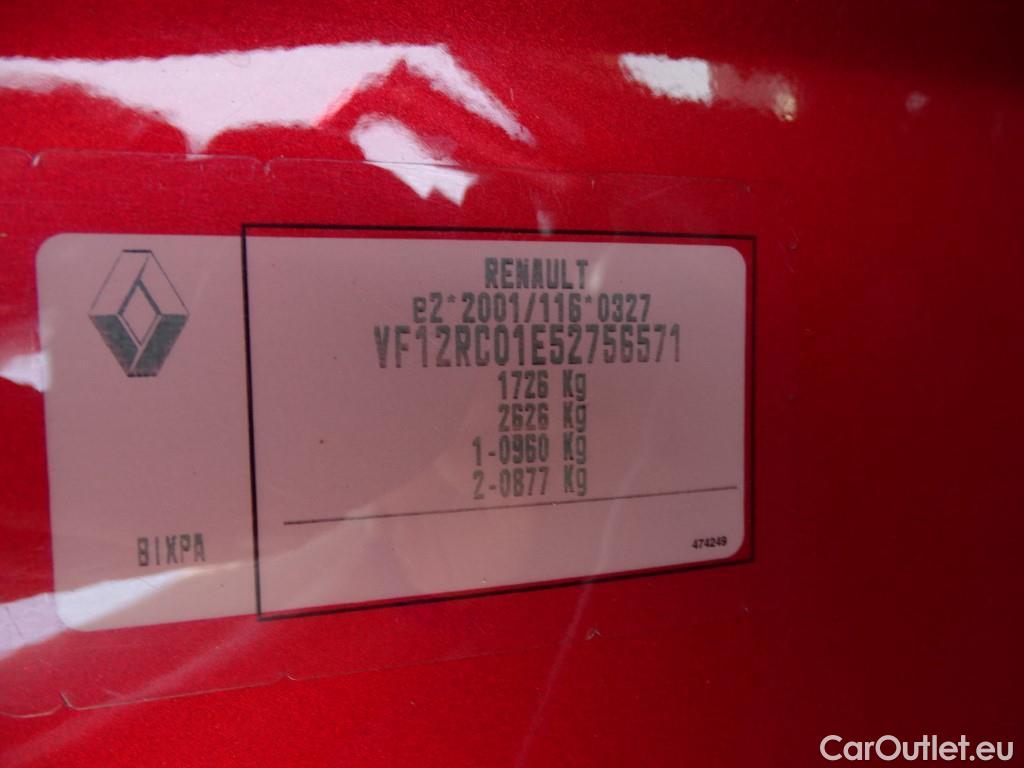 RENAULT
e2*2001/116*0327
VF12RC01E52756571
1726 Kg
2626 Kg
1-0960 Kg
2-0877 Kg
BIXPA
474249
CarOutlet.eu